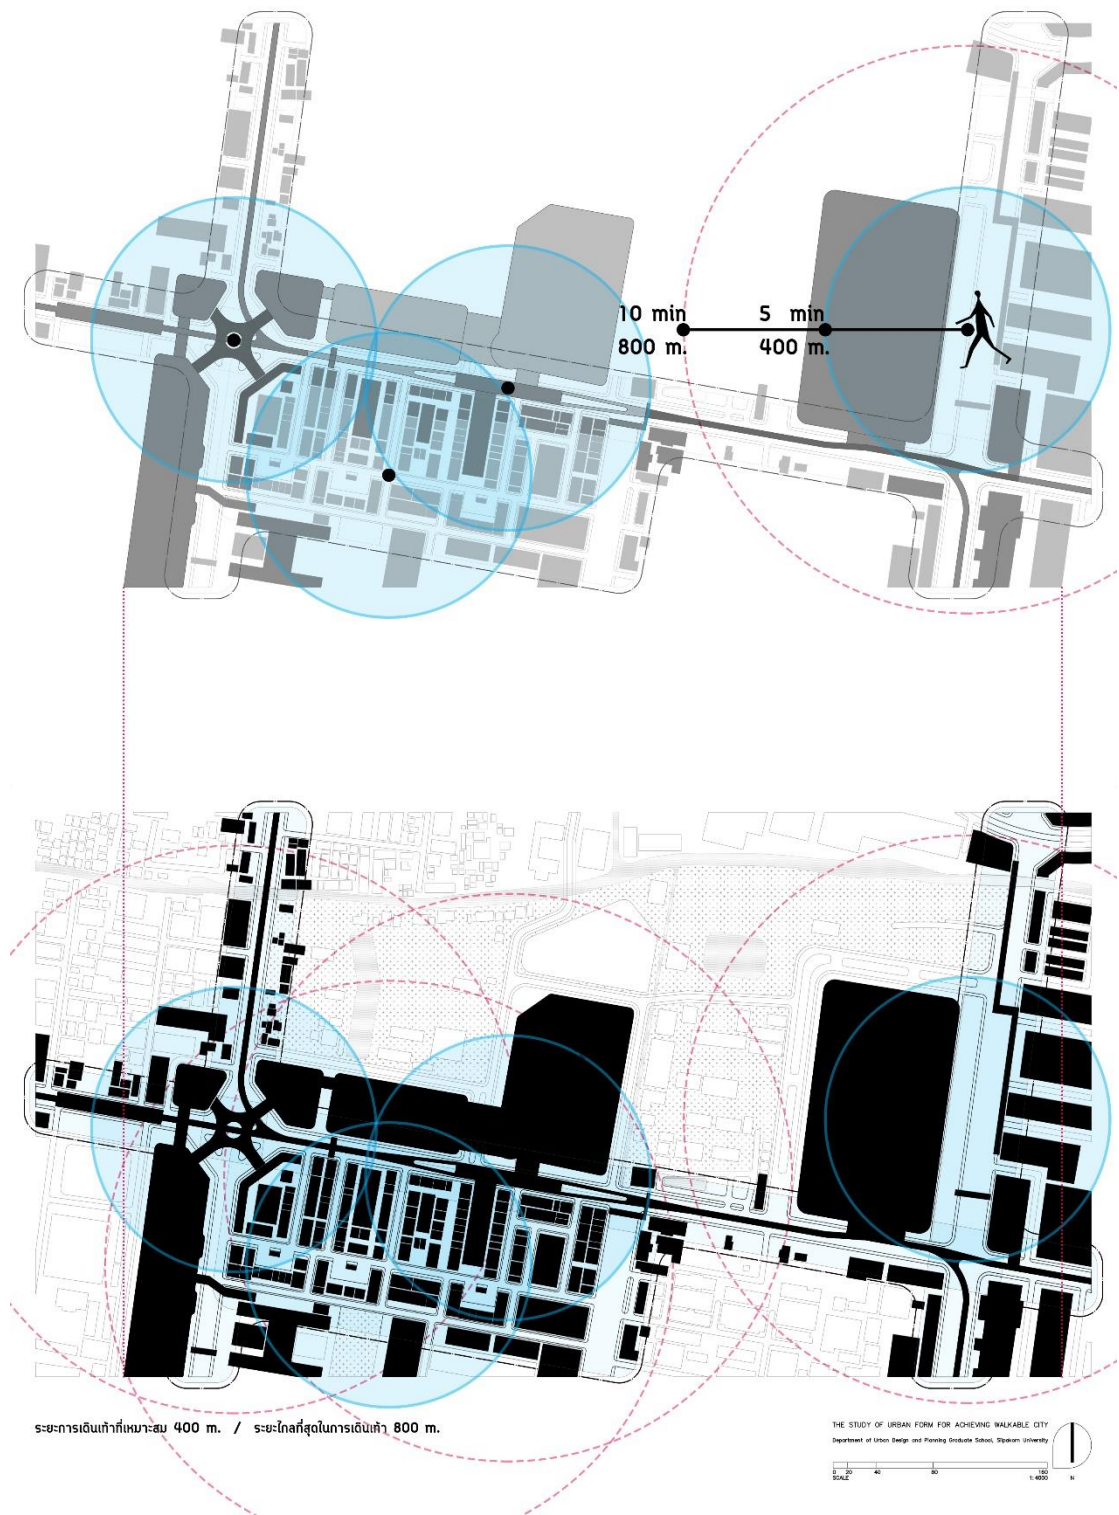 10 min 5 min
800 m. 400 m.
ระยะการเดินเท้าที่เหมาะสม 400 m. / ระยะไกลที่สุดในการเดินเท้า 800 m.
THE STUDY OF URBAN FORM FOR ACHIEVING WALKABLE CITY
Department of Urban Design and Planning Graduate School, Silpakorn University
0 20 40 80 160
SCALE 1:4000 N